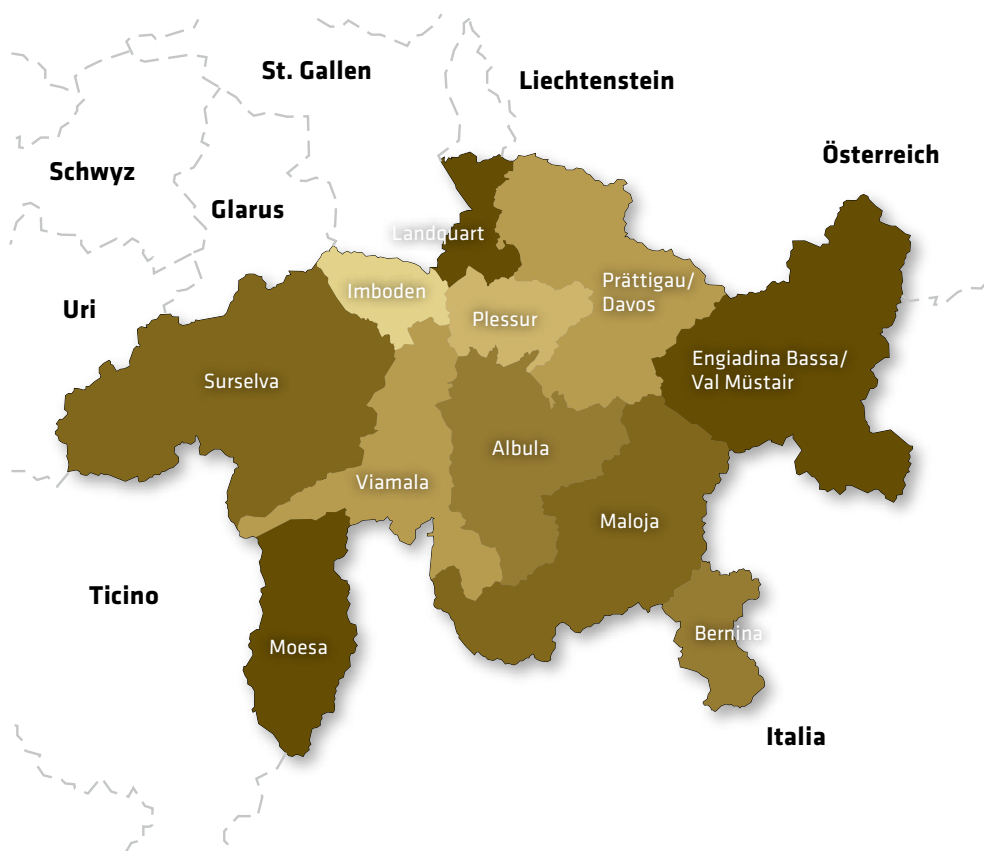 St. Gallen
Liechtenstein
Österreich
Schwyz
Glarus
Landquart
Prättigau/
Davos
Imboden
Uri
Plessur
Engiadina Bassa/
Val Müstair
Surselva
Albula
Viamala
Maloja
Ticino
Bernina
Moesa
Italia